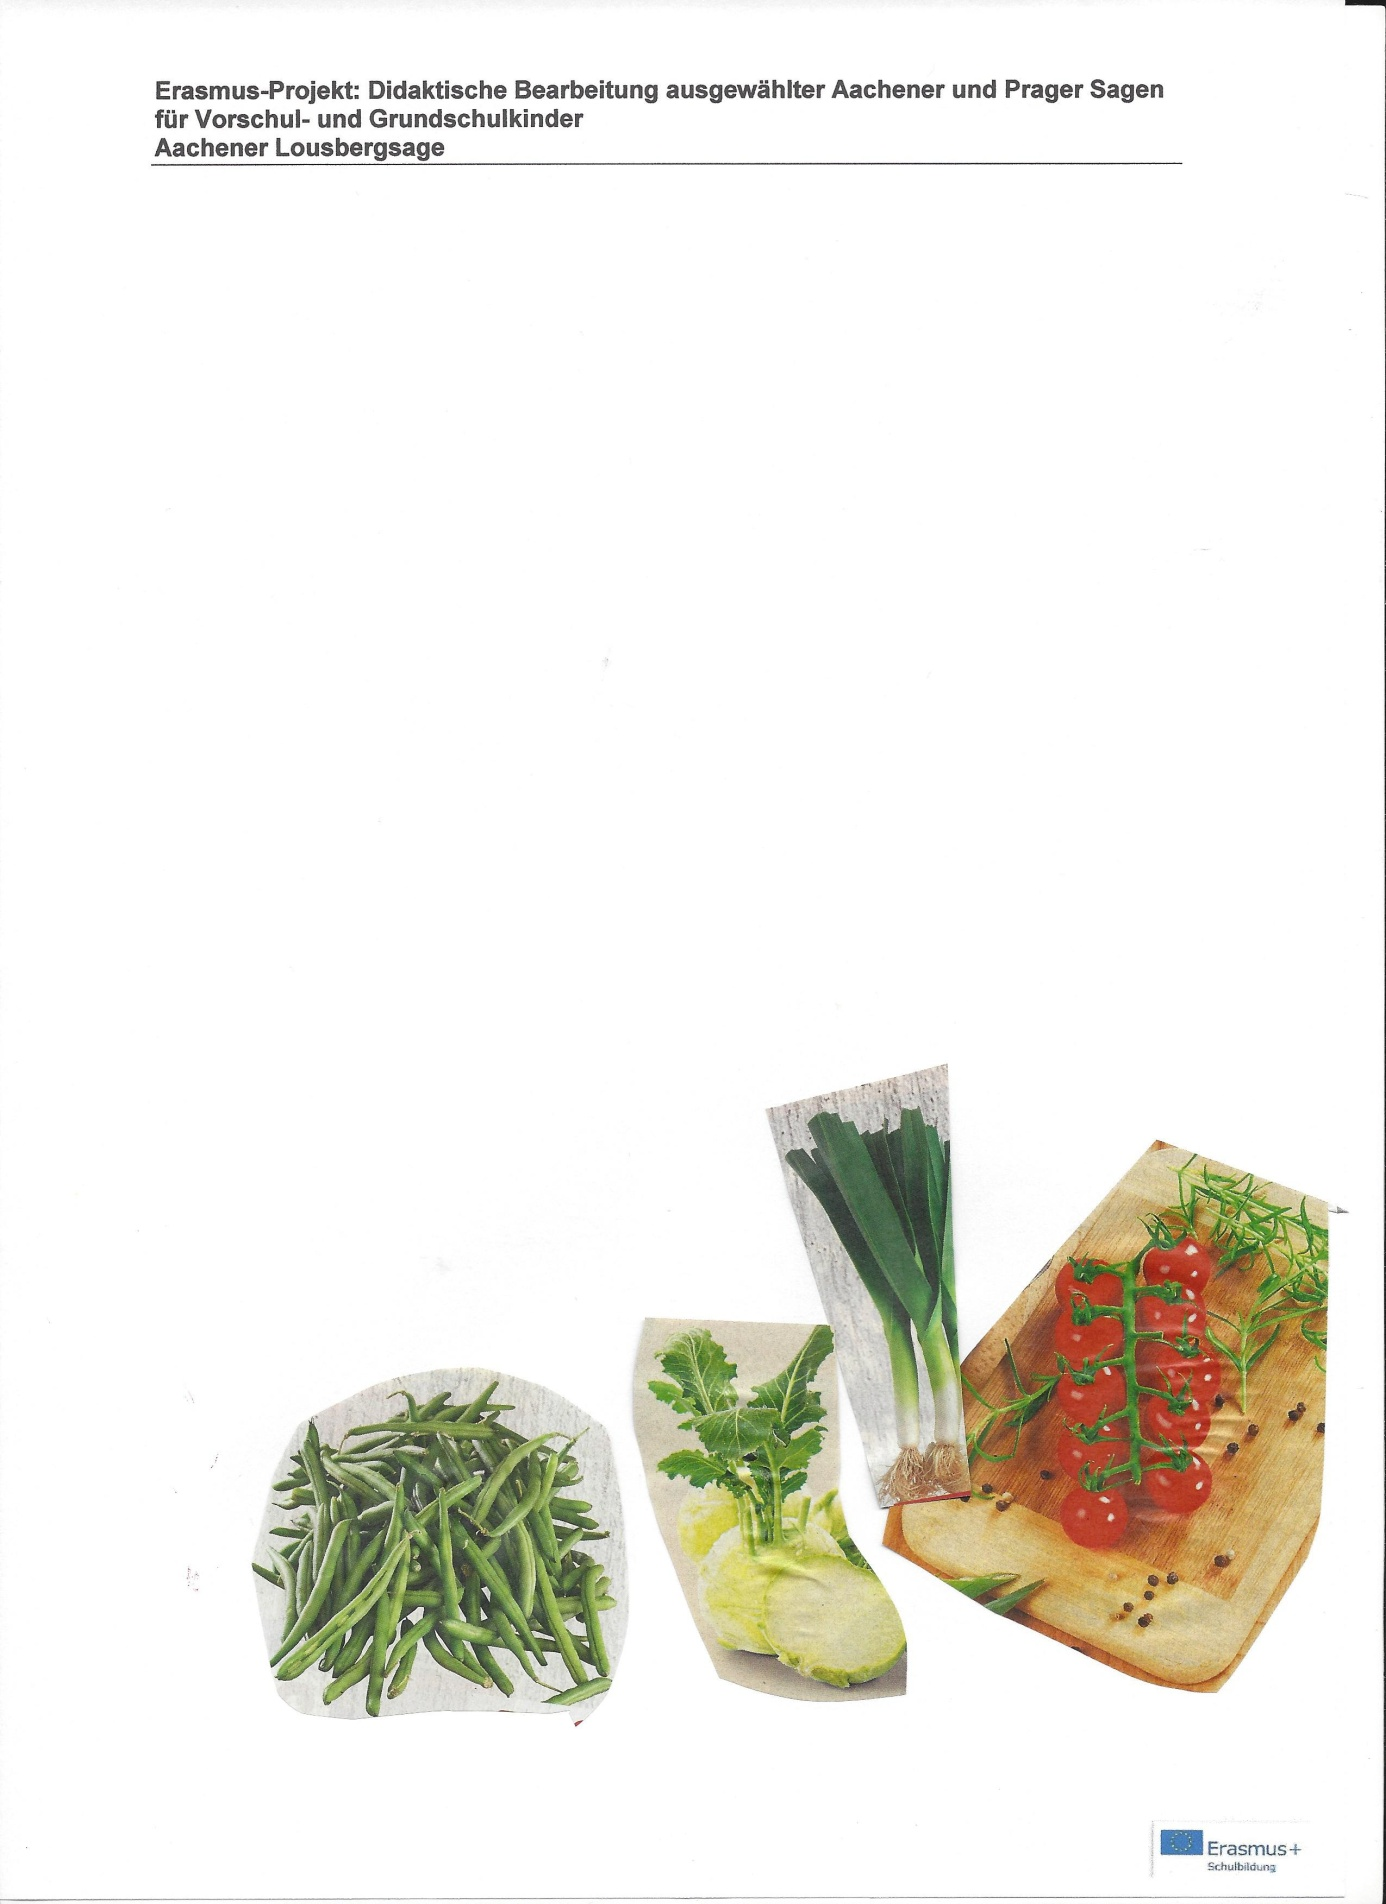 Erasmus-Projekt: Didaktische Bearbeitung ausgewählter Aachener und Prager Sagen
für Vorschul- und Grundschulkinder
Aachener Lousbergsage
Erasmus+
Schulbildung